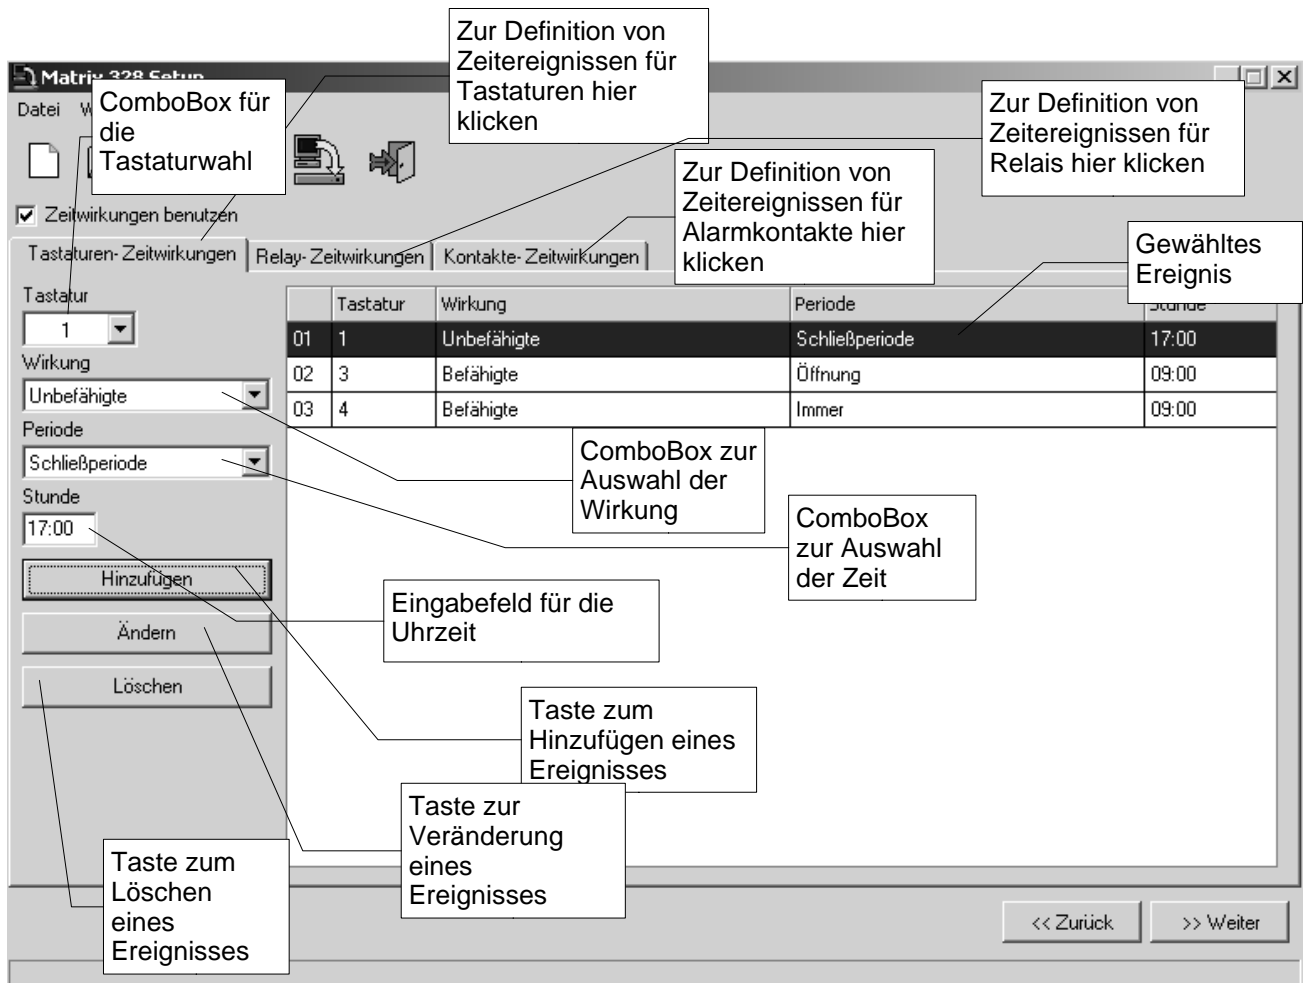 Zur Definition von
Zeitereignissen für
Tastaturen hier
klicken
Matrix 328 Setup
Datei
ComboBox für
die
Tastaturwahl
Zur Definition von
Zeitereignissen für
Relais hier klicken
Zur Definition von
Zeitereignissen für
Alarmkontakte hier
klicken
Zeitwirkungen benutzen
Tastaturen-Zeitwirkungen
Relay-Zeitwirkungen
Kontakte-Zeitwirkungen
Gewähltes
Ereignis
Tastatur
1
Wirkung
Unbefähigte
Periode
Schließperiode
Stunde
17:00
Hinzufügen
Ändern
Löschen
Tastatur Wirkung Periode Stunde
01 1 Unbefähigte Schließperiode 17:00
02 3 Befähigte Öffnung 09:00
03 4 Befähigte Immer 09:00
ComboBox zur
Auswahl der
Wirkung
ComboBox
zur Auswahl
der Zeit
Eingabefeld für die
Uhrzeit
Taste zum
Hinzufügen eines
Ereignisses
Taste zur
Veränderung
eines
Ereignisses
Taste zum
Löschen
eines
Ereignisses
<< Zurück
>> Weiter